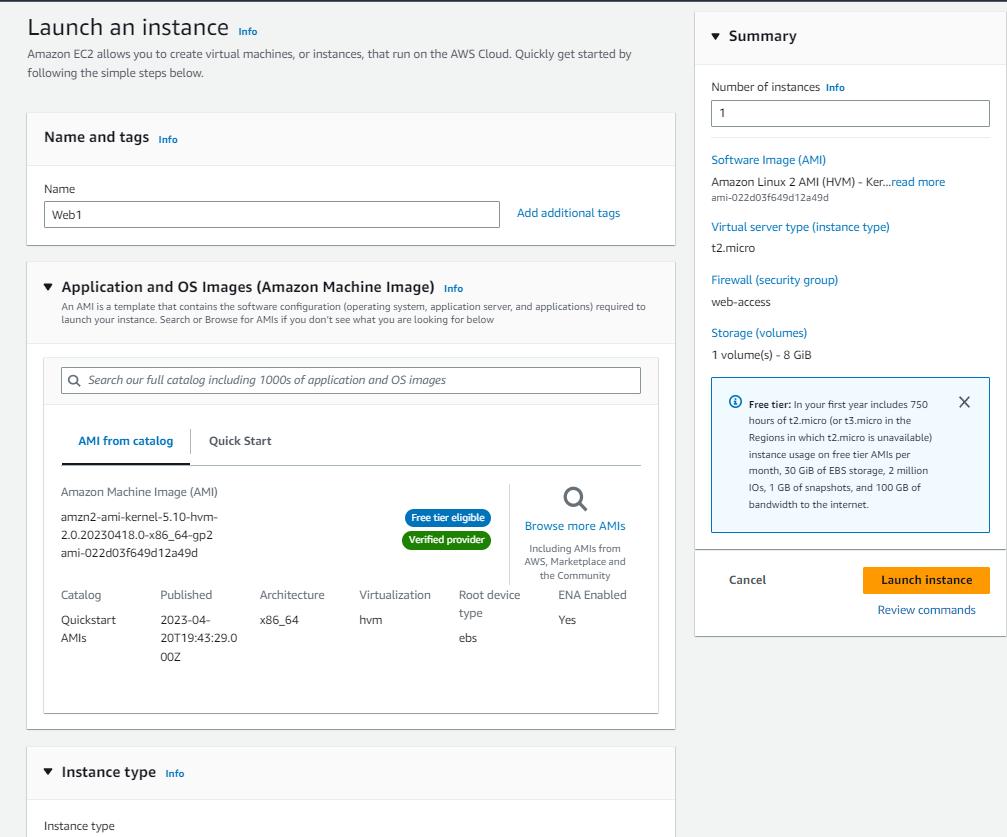 Launch an instance Info
Amazon EC2 allows you to create virtual machines, or instances, that run on the AWS Cloud. Quickly get started by
following the simple steps below.
Name and tags Info
Name
Web1
Add additional tags
Application and OS Images (Amazon Machine Image) Info
An AMI is a template that contains the software configuration (operating system, application server, and applications) required to
launch your instance. Search or Browse for AMIs if you don't see what you are looking for below
Search our full catalog including 1000s of application and OS images
AMI from catalog
Quick Start
Amazon Machine Image (AMI)
amzn2-ami-kernel-5.10-hvm-
2.0.20230418.0-x86_64-gp2
ami-022d03f649d12a49d
Free tier eligible
Verified provider
Browse more AMIs
Including AMIs from
AWS, Marketplace and
the Community
Catalog
Quickstart
AMIs
Published
2023-04-
20T19:43:29.0
00Z
Architecture
x86_64
Virtualization
hvm
Root device
type
ebs
ENA Enabled
Yes
Instance type Info
Instance type
Summary
Number of instances Info
1
Software Image (AMI)
Amazon Linux 2 AMI (HVM) - Ker...read more
ami-022d03f649d12a49d
Virtual server type (instance type)
t2.micro
Firewall (security group)
web-access
Storage (volumes)
1 volume(s) - 8 GiB
Free tier: In your first year includes 750
hours of t2.micro (or t3.micro in the
Regions in which t2.micro is unavailable)
instance usage on free tier AMIs per
month, 30 GiB of EBS storage, 2 million
IOs, 1 GB of snapshots, and 100 GB of
bandwidth to the internet.
Cancel
Launch instance
Review commands